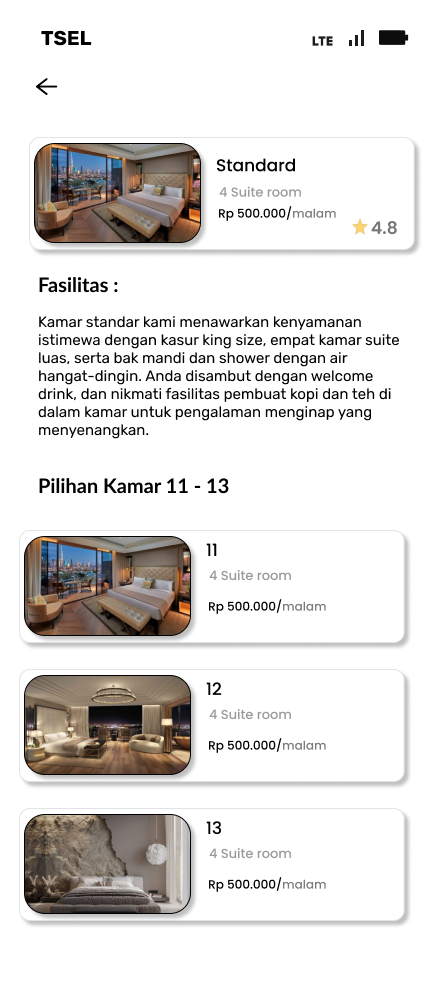 TSEL
LTE
Standard
4 Suite room
Rp 500.000/malam
4.8
Fasilitas :
Kamar standar kami menawarkan kenyamanan
istimewa dengan kasur king size, empat kamar suite
luas, serta bak mandi dan shower dengan air
hangat-dingin. Anda disambut dengan welcome
drink, dan nikmati fasilitas pembuat kopi dan teh di
dalam kamar untuk pengalaman menginap yang
menyenangkan.
Pilihan Kamar 11 - 13
11
4 Suite room
Rp 500.000/malam
12
4 Suite room
Rp 500.000/malam
13
4 Suite room
Rp 500.000/malam